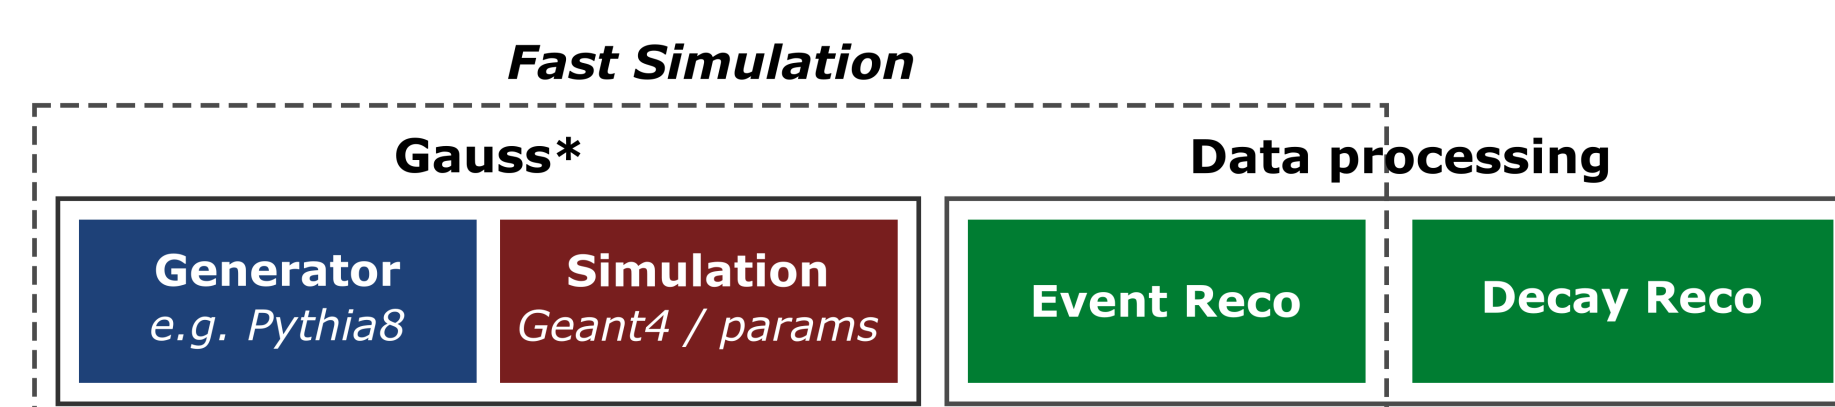 Fast Simulation
Gauss*
Data processing
Generator
e.g. Pythia8
Simulation
Geant4 / params
Event Reco
Decay Reco